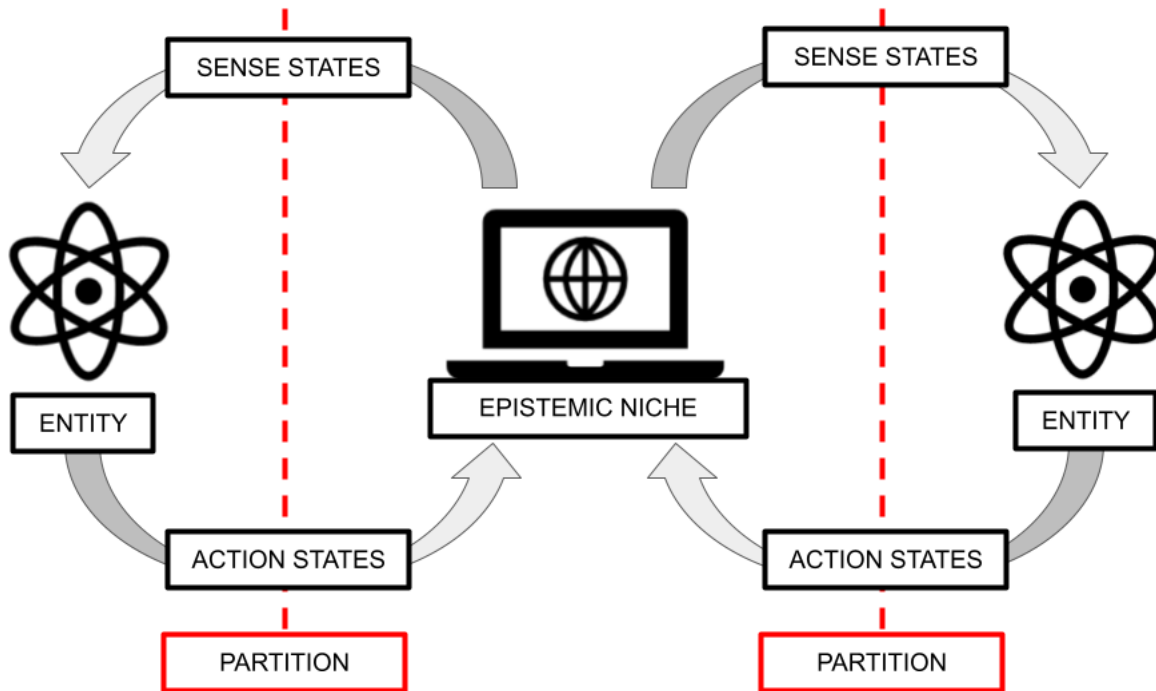 SENSE STATES
SENSE STATES
EPISTEMIC NICHE
ENTITY
ENTITY
ACTION STATES
ACTION STATES
PARTITION
PARTITION